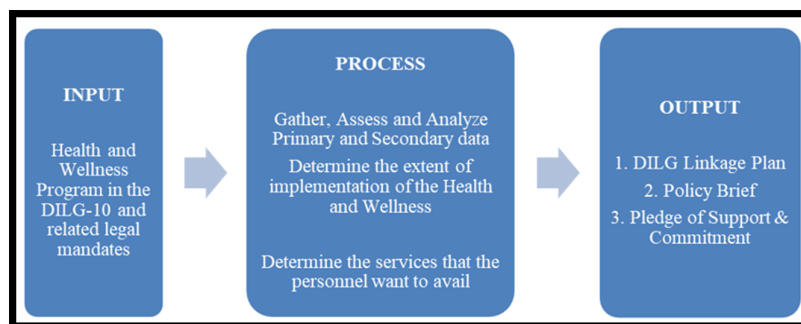 INPUT
Health and
Wellness
Program in the
DILG-10 and
related legal
mandates
PROCESS
Gather, Assess and Analyze
Primary and Secondary data
Determine the extent of
implementation of the Health
and Wellness
Determine the services that the
personnel want to avail
OUTPUT
1. DILG Linkage Plan
2. Policy Brief
3. Pledge of Support &
Commitment